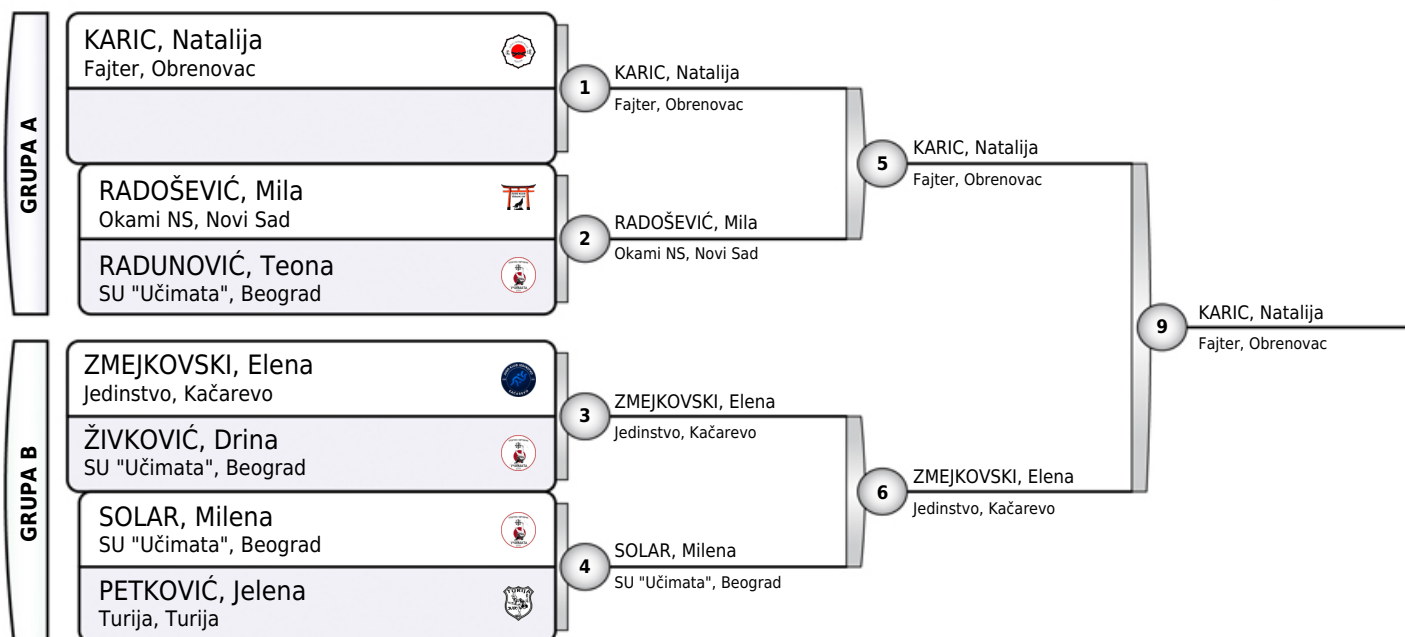 GRUPA A
KARIC, Natalija
Fajter, Obrenovac
RADOŠEVIĆ, Mila
Okami NS, Novi Sad
RADUNOVIĆ, Teona
SU "Učimata", Beograd
1
KARIC, Natalija
Fajter, Obrenovac
2
RADOŠEVIĆ, Mila
Okami NS, Novi Sad
5
KARIC, Natalija
Fajter, Obrenovac
GRUPA B
ZMEJKOVSKI, Elena
Jedinstvo, Kačarevo
ŽIVKOVIĆ, Drina
SU "Učimata", Beograd
SOLAR, Milena
SU "Učimata", Beograd
PETKOVIĆ, Jelena
Turija, Turija
3
ZMEJKOVSKI, Elena
Jedinstvo, Kačarevo
4
SOLAR, Milena
SU "Učimata", Beograd
6
ZMEJKOVSKI, Elena
Jedinstvo, Kačarevo
9
KARIC, Natalija
Fajter, Obrenovac